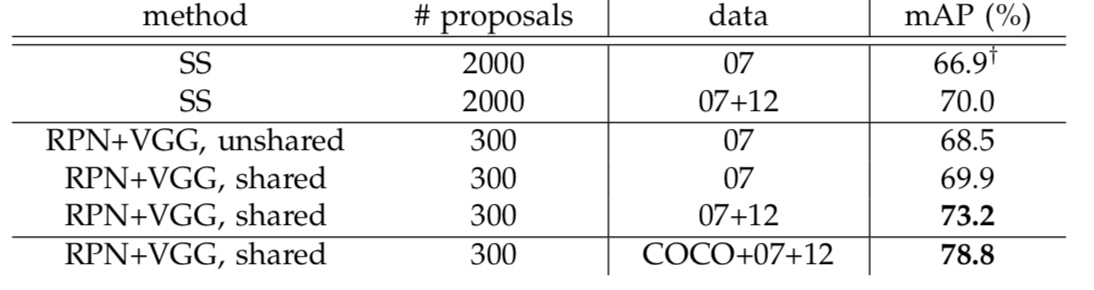 method # proposals data mAP (%)
SS 2000 07 66.9†
SS 2000 07+12 70.0
RPN+VGG, unshared 300 07 68.5
RPN+VGG, shared 300 07 69.9
RPN+VGG, shared 300 07+12 73.2
RPN+VGG, shared 300 COCO+07+12 78.8